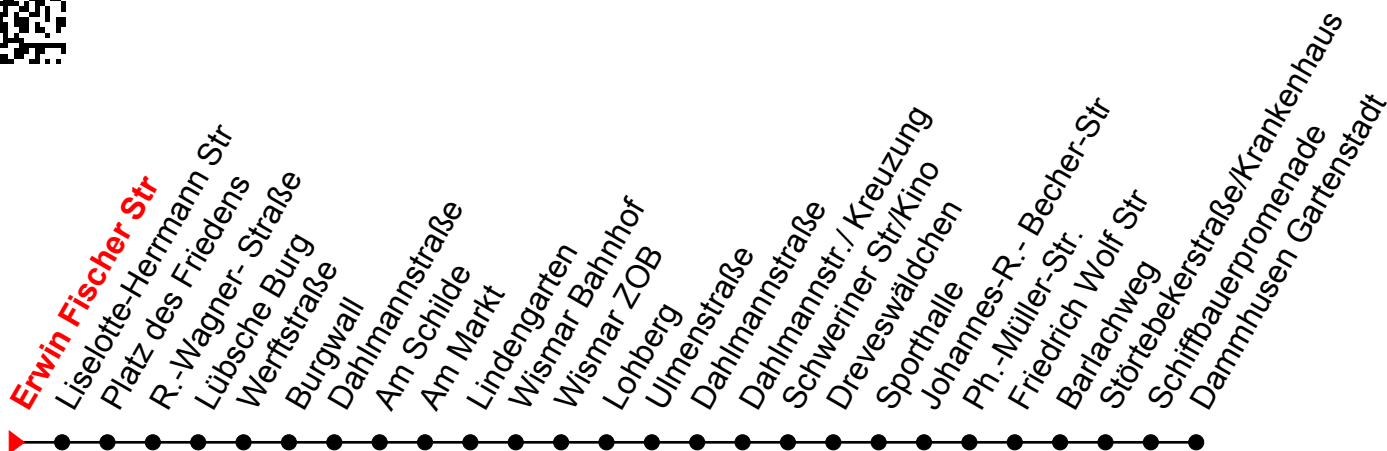 Erwin Fischer Str
Liselotte-Herrmann Str
Platz des Friedens
R.-Wagner- Straße
Lübsche Burg
Werftstraße
Burgwall
Dahlmannstraße
Am Schilde
Am Markt
Lindengarten
Wismar Bahnhof
Wismar ZOB
Lohberg
Ulmenstraße
Dahlmannstraße
Dahlmannstr./ Kreuzung
Schweriner Str/Kino
Dreveswäldchen
Sporthalle
Johannes-R.- Becher-Str
Ph.-Müller-Str.
Friedrich Wolf Str
Barlachweg
Störtebekerstraße/Krankenhaus
Schiffbauerpromenade
Dammhusen Gartenstadt